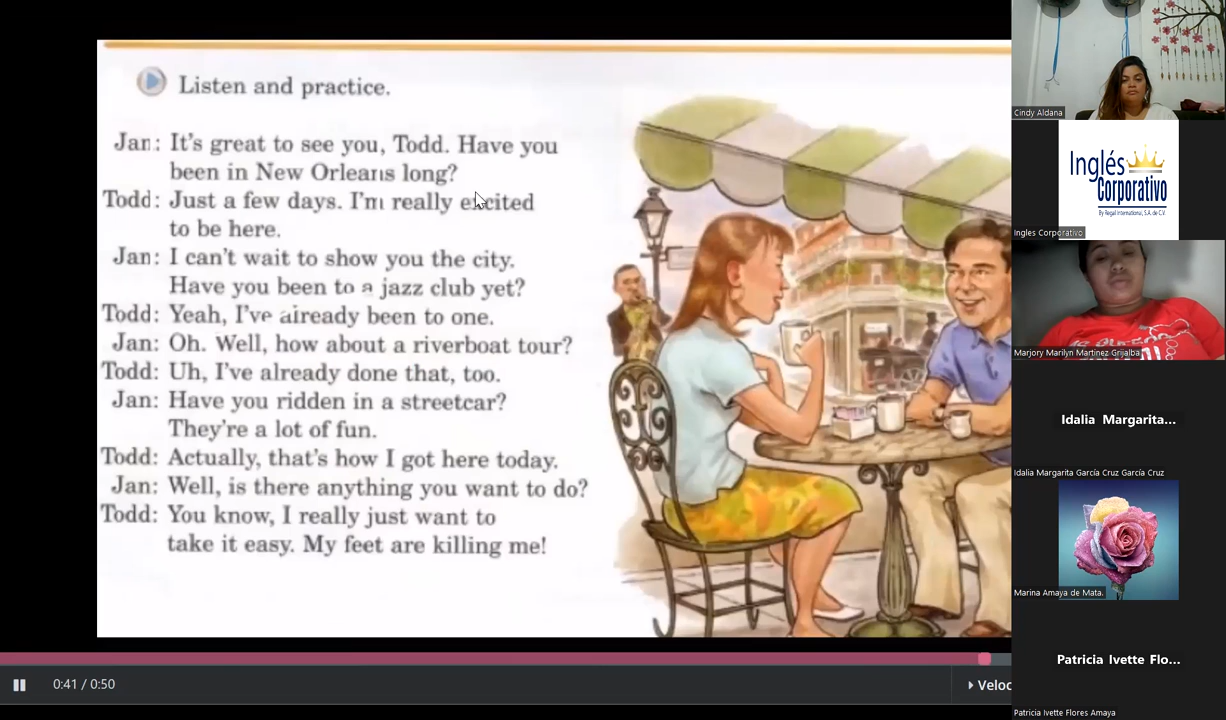 Listen and practice.
Jan: It's great to see you, Todd. Have you
been in New Orleans long?
Todd: Just a few days. I'm really excited
to be here.
Jan: I can't wait to show you the city.
Have you been to a jazz club yet?
Todd: Yeah, I've already been to one.
Jan: Oh. Well, how about a riverboat tour?
Todd: Uh, I've already done that, too.
Jan: Have you ridden in a streetcar?
They're a lot of fun.
Todd: Actually, that's how I got here today.
Jan: Well, is there anything you want to do?
Todd: You know, I really just want to
take it easy. My feet are killing me!
0:41 / 0:50
Veloc
Cindy Aldana
Inglés
Corporativo
By Regal International, S.A. de C.V.
Ingles Corporativo
Marjory Marilyn Martinez Grijalba
Idalia Margarita...
Idalia Margarita García Cruz García Cruz
Marina Amaya de Mata.
Patricia Ivette Flo...
Patricia Ivette Flores Amaya